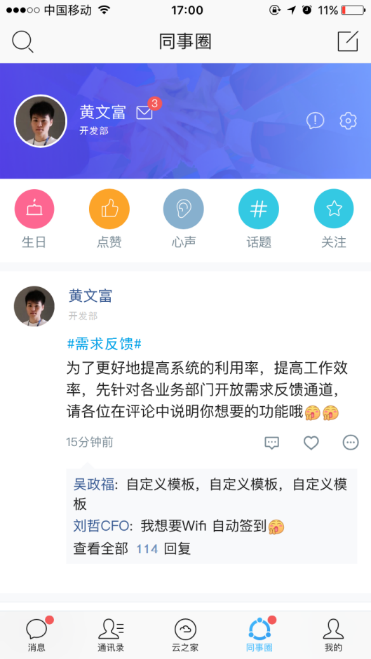 中国移动 17:00 11%
同事圈
黄文富 3
开发部
生日 点赞 心声 话题 关注
黄文富
开发部
#需求反馈#
为了更好地提高系统的利用率，提高工作效
率，先针对各业务部门开放需求反馈通道，
请各位在评论中说明你想要的功能哦
15分钟前
吴政福：自定义模板，自定义模板，自定义模
板
刘哲CFO：我想要Wifi 自动签到
查看全部 114 回复
消息 通讯录 云之家 同事圈 我的